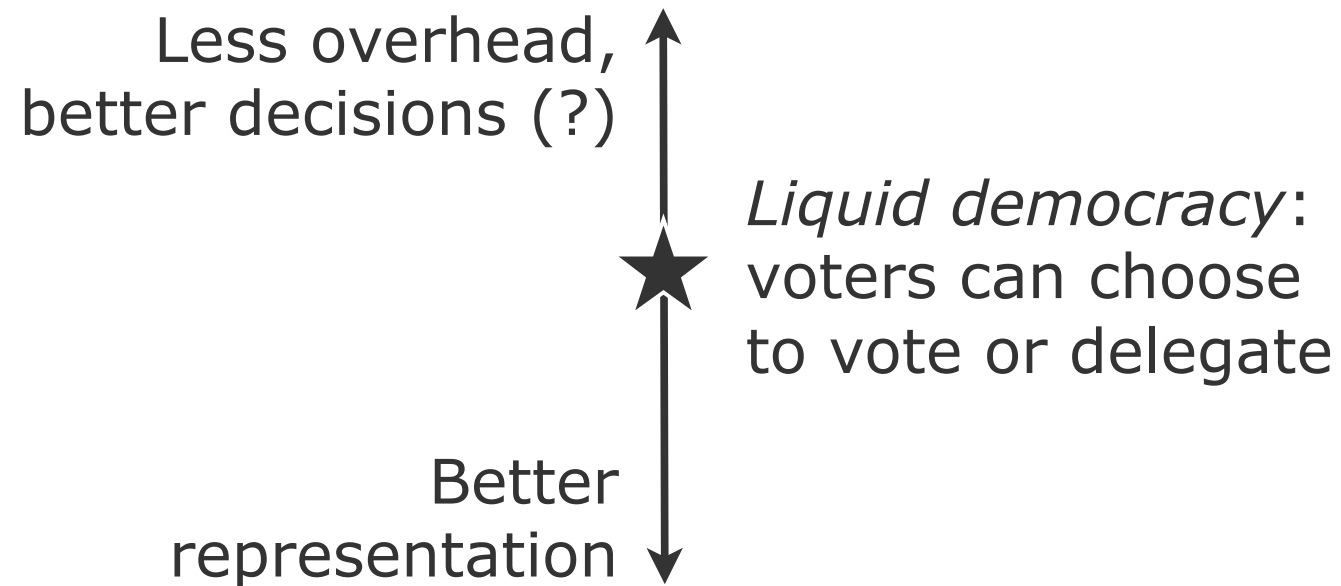 Less overhead,
better decisions (?)
Liquid democracy:
voters can choose
to vote or delegate
Better
representation